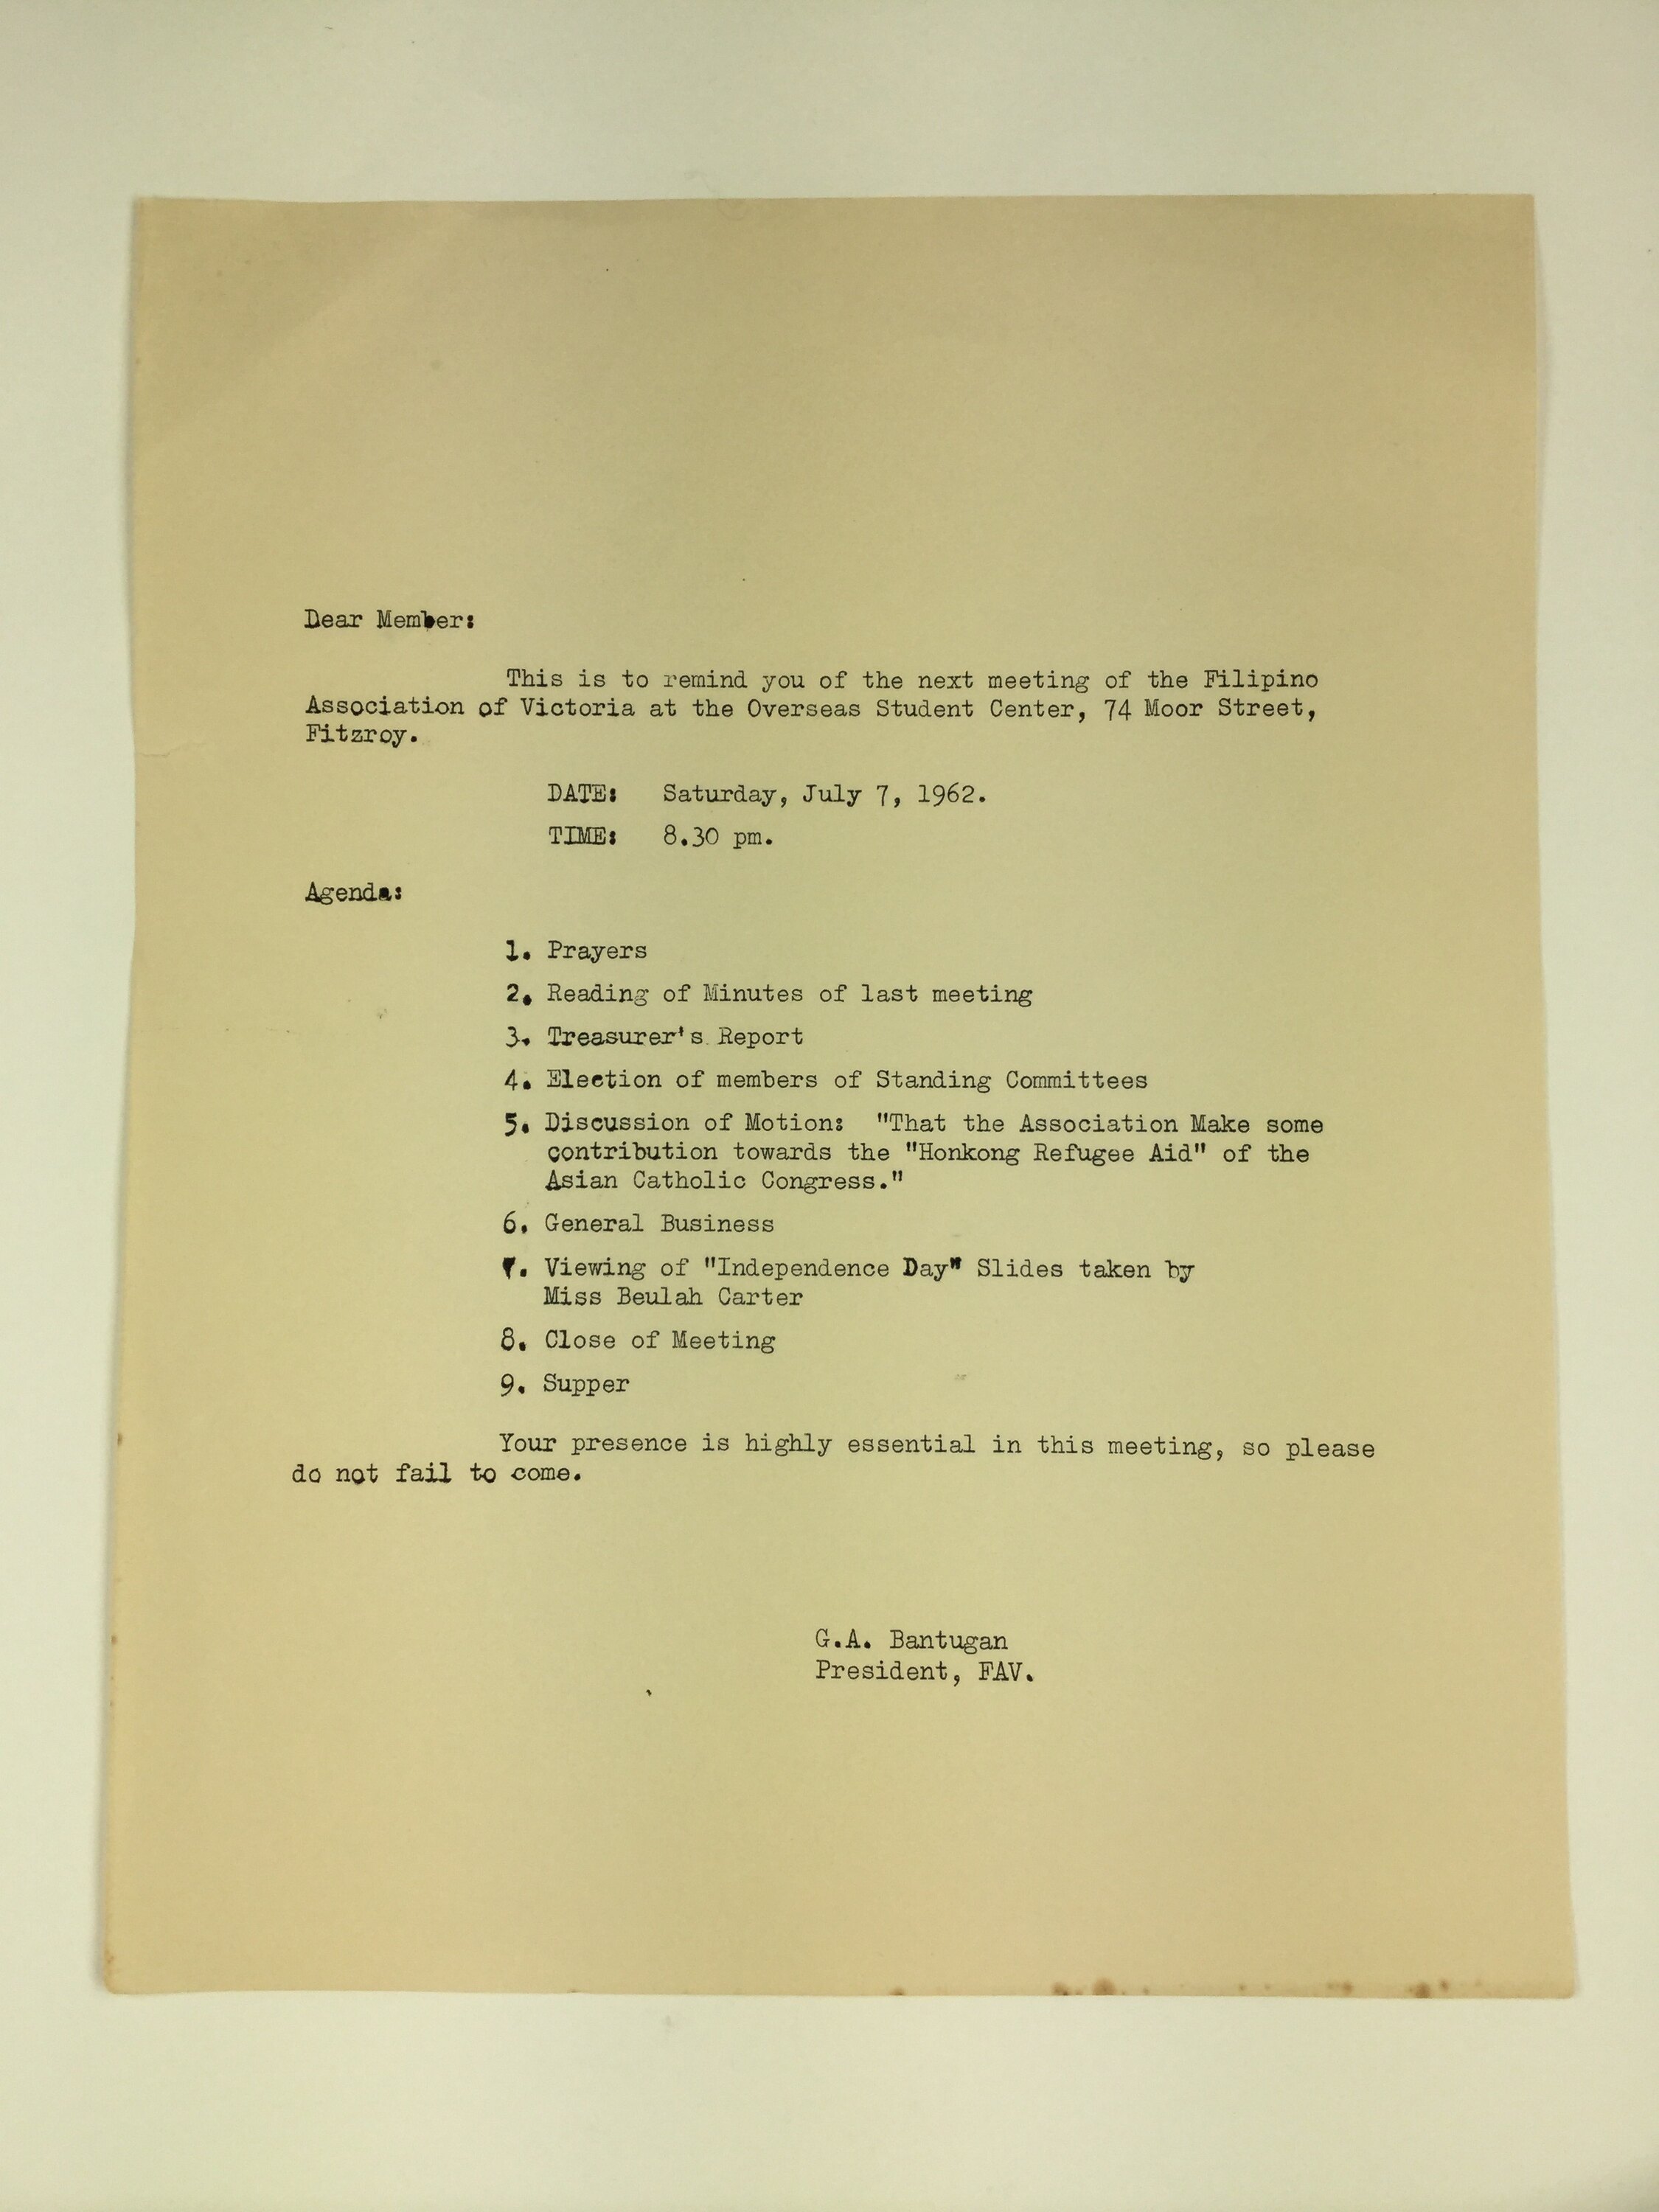 Dear Member:
This is to remind you of the next meeting of the Filipino
Association of Victoria at the Overseas Student Center, 74 Moor Street,
Fitzroy.
DATE: Saturday, July 7, 1962.
TIME: 8.30 pm.
Agenda:
1. Prayers
2. Reading of Minutes of last meeting
3. Treasurer's Report
4. Election of members of Standing Committees
5. Discussion of Motion: "That the Association Make some
contribution towards the "Honkong Refugee Aid" of the
Asian Catholic Congress."
6. General Business
7. Viewing of "Independence Day" Slides taken by
Miss Beulah Carter
8. Close of Meeting
9. Supper
Your presence is highly essential in this meeting, so please
do not fail to come.
G.A. Bantugan
President, FAV.